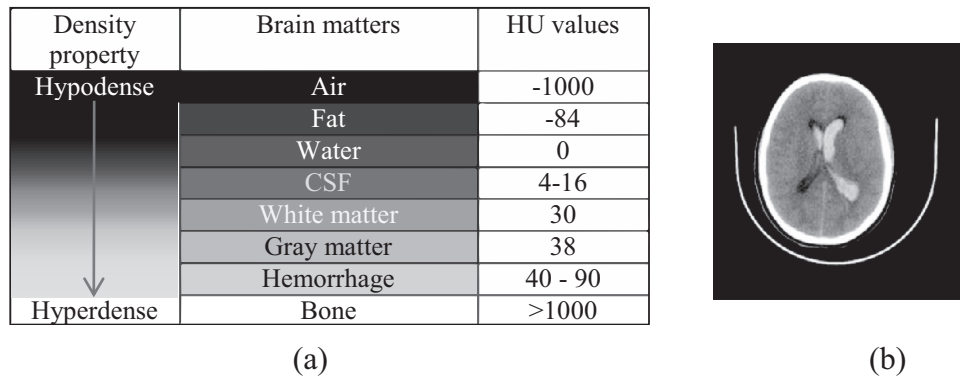 Density property Brain matters HU values
Hypodense Air -1000
Fat -84
Water 0
CSF 4-16
White matter 30
Gray matter 38
Hemorrhage 40 - 90
Hyperdense Bone >1000
(a) (b)